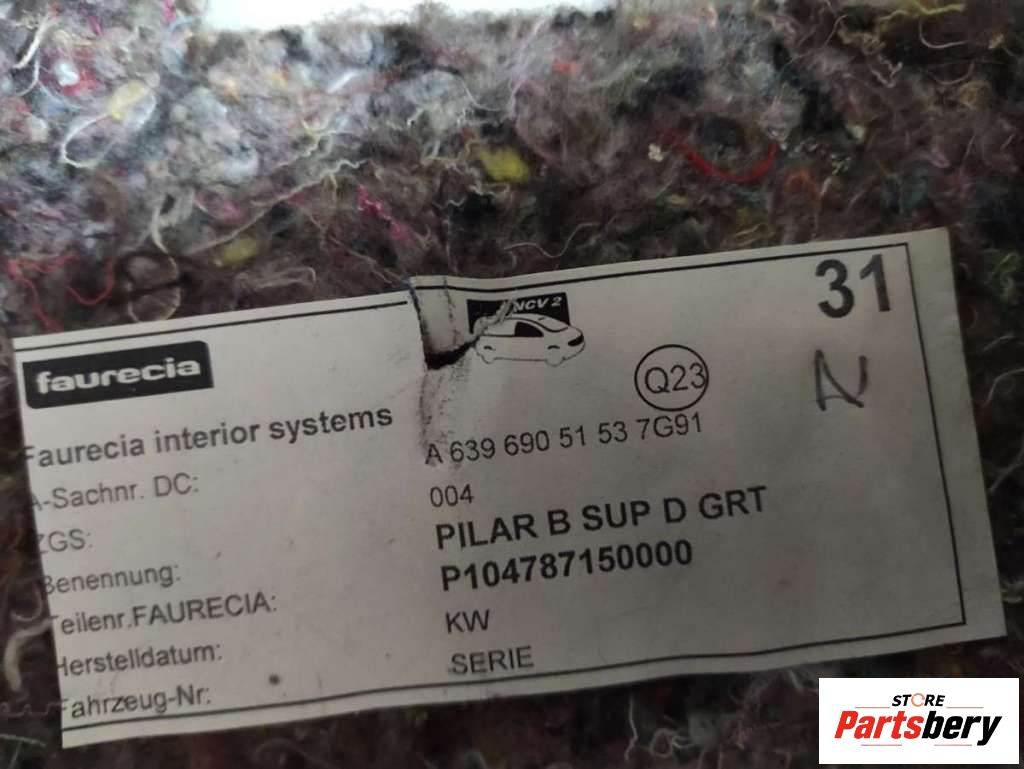 31
NCV 2
faurecia
Q23
N
Faurecia interior systems
A-Sachnr. DC: A 639 690 51 53 7G91
ZGS: 004
Benennung: PILAR B SUP D GRT
Teilenr.FAURECIA: P104787150000
Herstelldatum: KW
Fahrzeug-Nr: SERIE
STORE
Partsbery